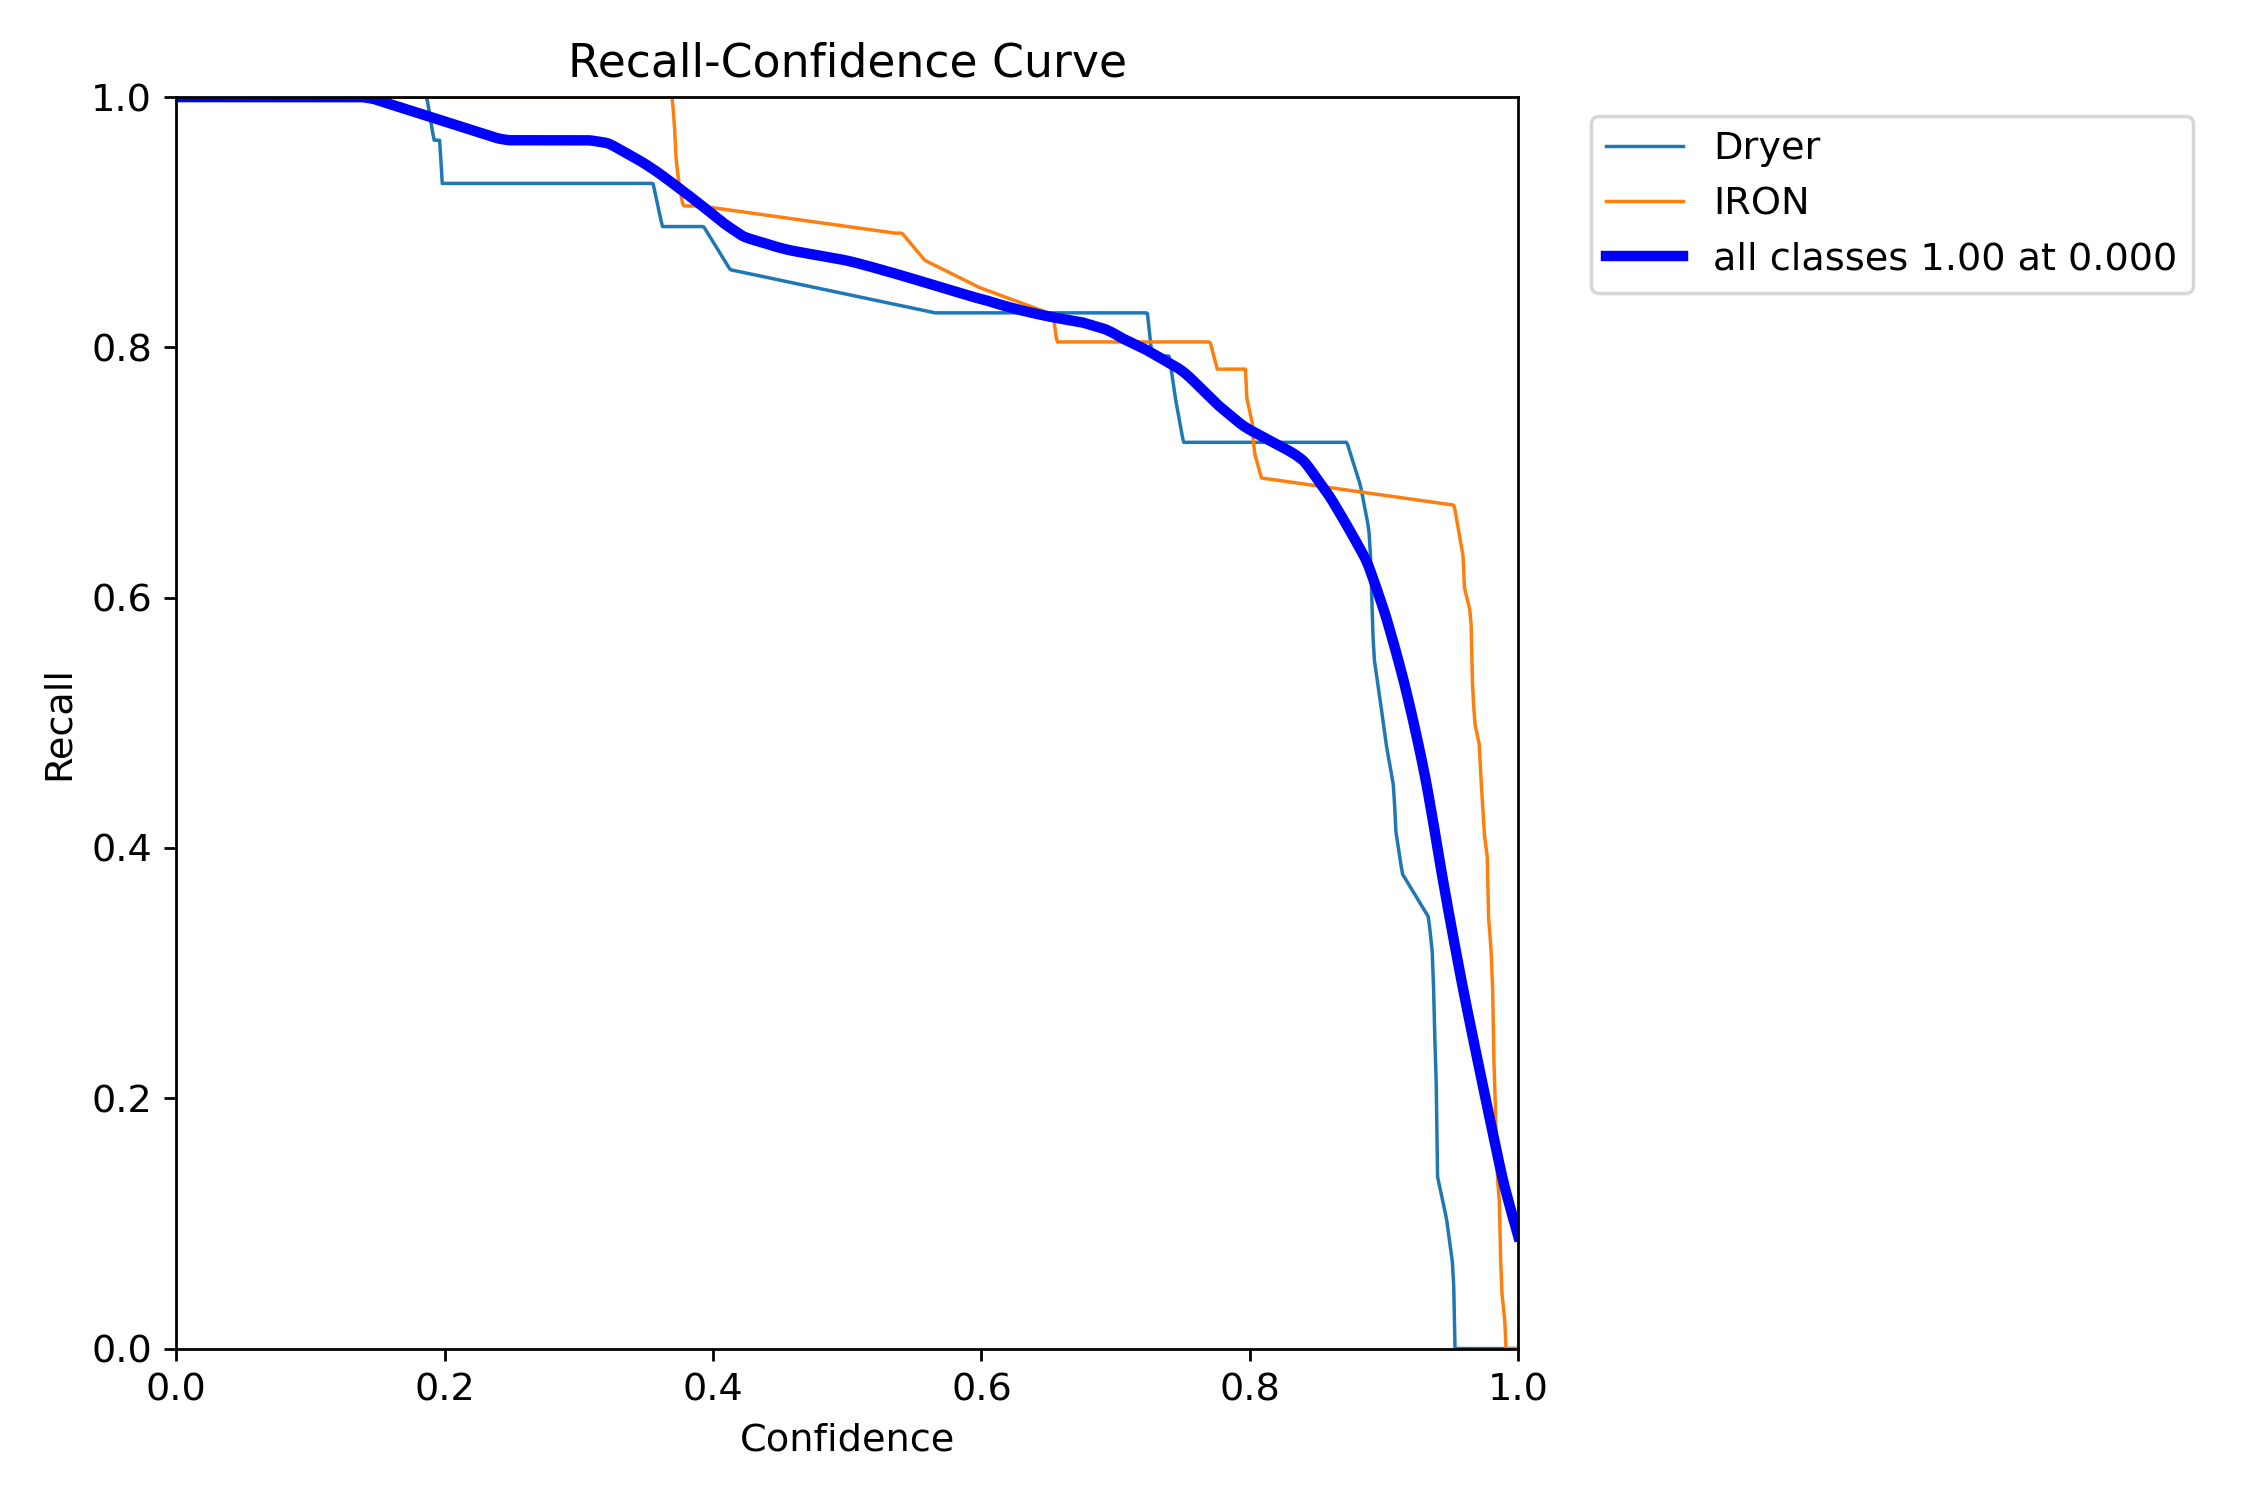 Recall-Confidence Curve
1.0
0.8
0.6
0.4
0.2
0.0
Recall
0.0 0.2 0.4 0.6 0.8 1.0
Confidence
Dryer
IRON
all classes 1.00 at 0.000